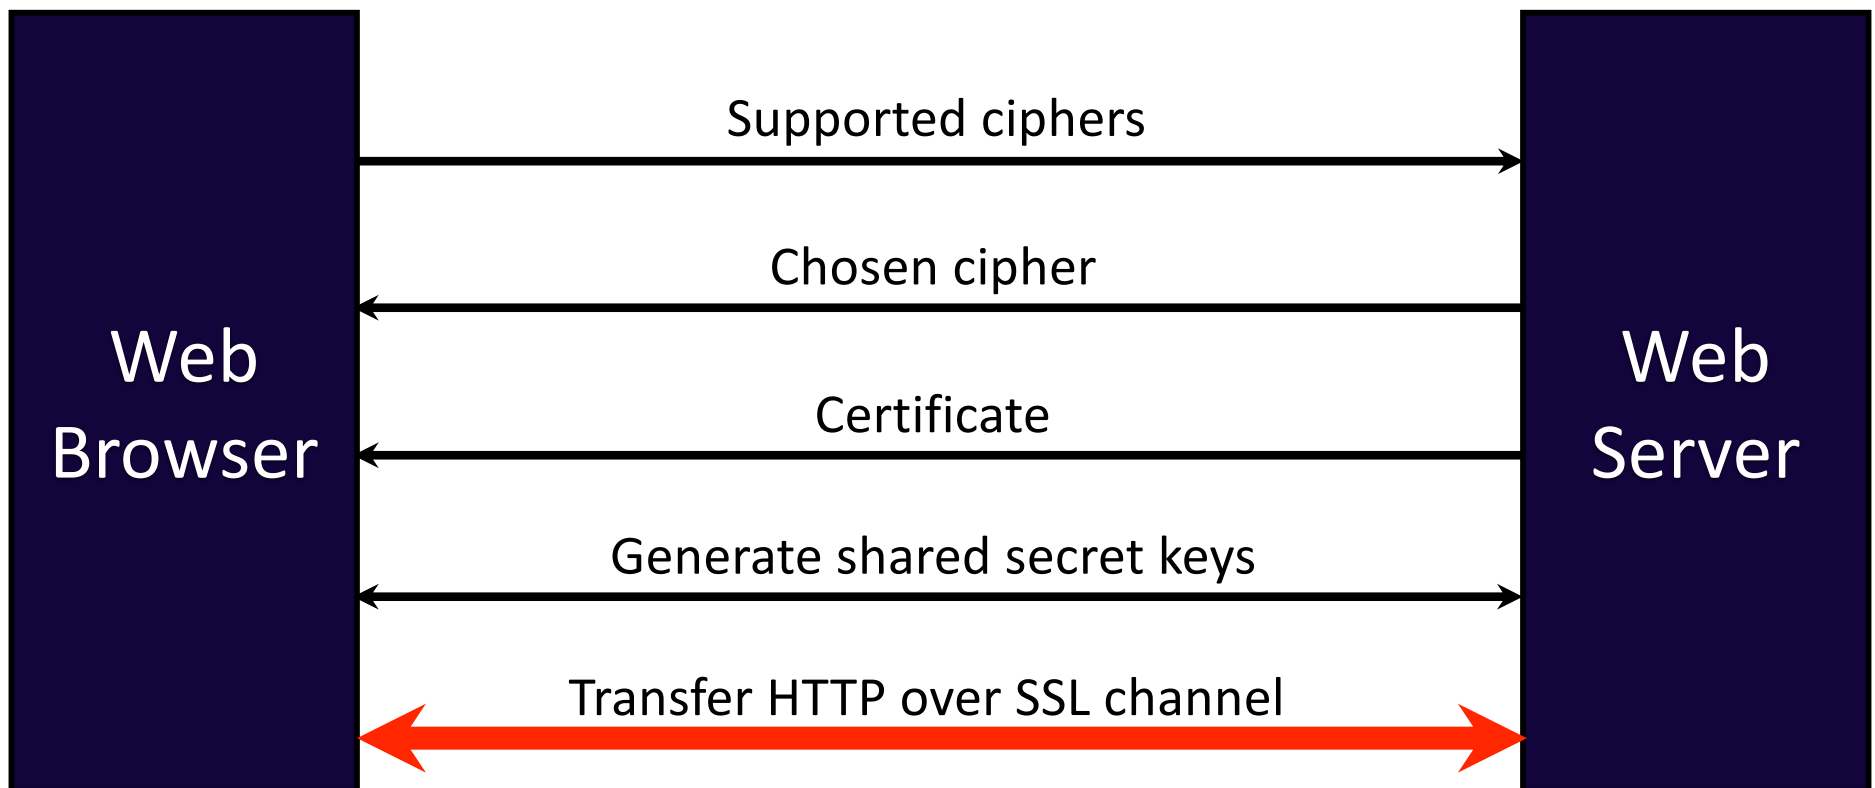 Supported ciphers
Chosen cipher
Web
Browser
Certificate
Web
Server
Generate shared secret keys
Transfer HTTP over SSL channel